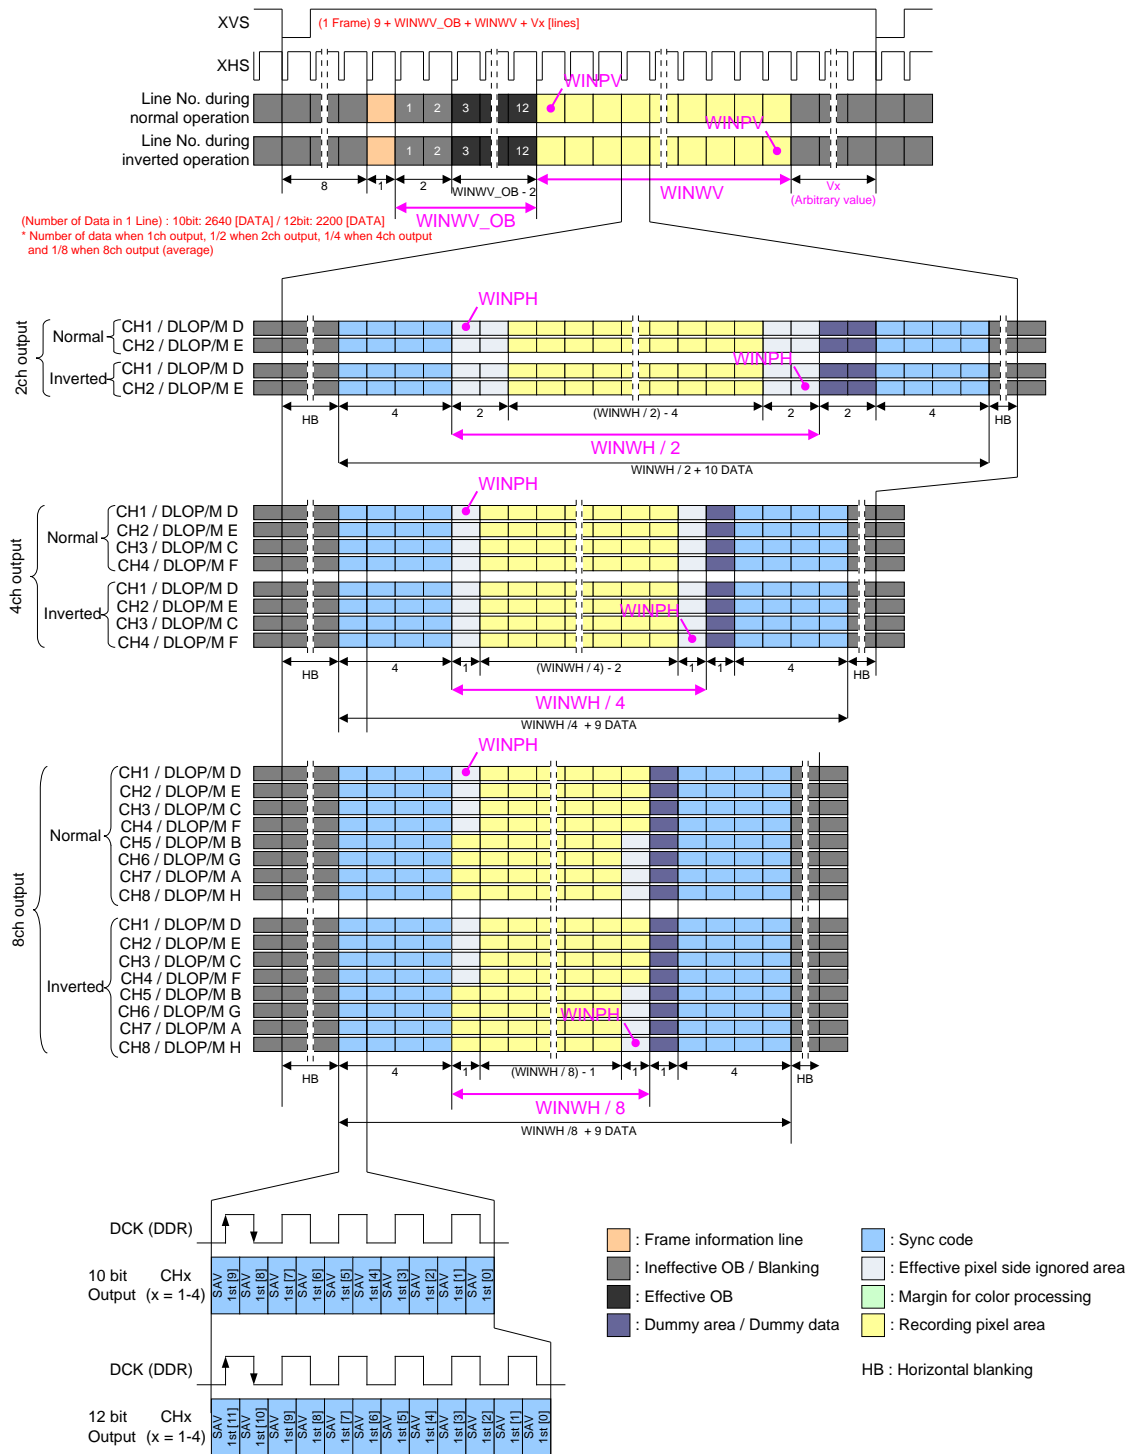 XVS
(1 Frame) 9 + WINWV_OB + WINWV + Vx [lines]
XHS
WINPV
Line No. during
normal operation
1 2 3 12
WINPV
Line No. during
inverted operation
1 2 3 12
8 1 2 WINWV_OB - 2 WINWV Vx
(Arbitrary value)
WINWV_OB
(Number of Data in 1 Line) : 10bit: 2640 [DATA] / 12bit: 2200 [DATA]
* Number of data when 1ch output, 1/2 when 2ch output, 1/4 when 4ch output
and 1/8 when 8ch output (average)
WINPH
2ch output
Normal
CH1 / DLOP/M D
CH2 / DLOP/M E
WINPH
Inverted
CH1 / DLOP/M D
CH2 / DLOP/M E
HB 4 2 (WINWH / 2) - 4 2 2 4 HB
WINWH / 2
WINWH / 2 + 10 DATA
WINPH
4ch output
Normal
CH1 / DLOP/M D
CH2 / DLOP/M E
CH3 / DLOP/M C
CH4 / DLOP/M F
Inverted
CH1 / DLOP/M D
CH2 / DLOP/M E
CH3 / DLOP/M C
CH4 / DLOP/M F
WINPH
HB 4 1 (WINWH / 4) - 2 1 1 4 HB
WINWH / 4
WINWH /4 + 9 DATA
WINPH
8ch output
Normal
CH1 / DLOP/M D
CH2 / DLOP/M E
CH3 / DLOP/M C
CH4 / DLOP/M F
CH5 / DLOP/M B
CH6 / DLOP/M G
CH7 / DLOP/M A
CH8 / DLOP/M H
Inverted
CH1 / DLOP/M D
CH2 / DLOP/M E
CH3 / DLOP/M C
CH4 / DLOP/M F
CH5 / DLOP/M B
CH6 / DLOP/M G
CH7 / DLOP/M A
CH8 / DLOP/M H
WINPH
HB 4 1 (WINWH / 8) - 1 1 1 4 HB
WINWH / 8
WINWH /8 + 9 DATA
DCK (DDR)
10 bit CHx
Output (x = 1-4)
SAV 1st [9]
SAV 1st [8]
SAV 1st [7]
SAV 1st [6]
SAV 1st [5]
SAV 1st [4]
SAV 1st [3]
SAV 1st [2]
SAV 1st [1]
SAV 1st [0]
DCK (DDR)
12 bit CHx
Output (x = 1-4)
SAV 1st [11]
SAV 1st [10]
SAV 1st [9]
SAV 1st [8]
SAV 1st [7]
SAV 1st [6]
SAV 1st [5]
SAV 1st [4]
SAV 1st [3]
SAV 1st [2]
SAV 1st [1]
SAV 1st [0]
: Frame information line
: Ineffective OB / Blanking
: Effective OB
: Dummy area / Dummy data
: Sync code
: Effective pixel side ignored area
: Margin for color processing
: Recording pixel area
HB : Horizontal blanking